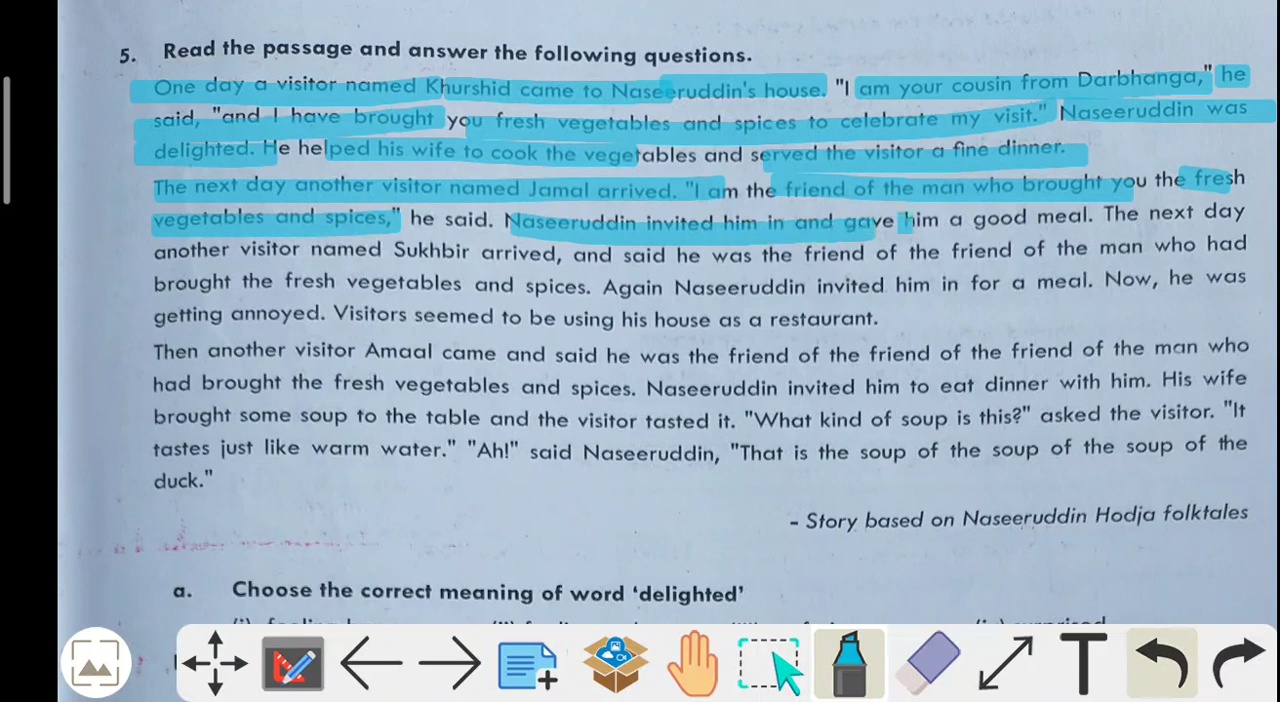 5. Read the passage and answer the following questions.
One day a visitor named Khurshid came to Naseeruddin's house. "I am your cousin from Darbhanga," he
said, "and I have brought you fresh vegetables and spices to celebrate my visit." Naseeruddin was
delighted. He helped his wife to cook the vegetables and served the visitor a fine dinner.
The next day another visitor named Jamal arrived. "I am the friend of the man who brought you the fresh
vegetables and spices," he said. Naseeruddin invited him in and gave him a good meal. The next day
another visitor named Sukhbir arrived, and said he was the friend of the friend of the man who had
brought the fresh vegetables and spices. Again Naseeruddin invited him in for a meal. Now, he was
getting annoyed. Visitors seemed to be using his house as a restaurant.
Then another visitor Amaal came and said he was the friend of the friend of the friend of the man who
had brought the fresh vegetables and spices. Naseeruddin invited him to eat dinner with him. His wife
brought some soup to the table and the visitor tasted it. "What kind of soup is this?" asked the visitor. "It
tastes just like warm water." "Ah!" said Naseeruddin, "That is the soup of the soup of the soup of the
duck."
- Story based on Naseeruddin Hodja folktales
a. Choose the correct meaning of word 'delighted'
T